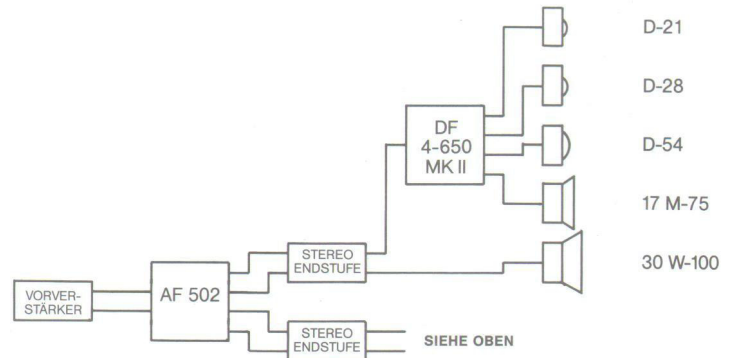 D-21
D-28
DF
4-650
MK II
D-54
17 M-75
STEREO
ENDSTUFE
30 W-100
VORVER-
STÄRKER
AF 502
STEREO
ENDSTUFE
SIEHE OBEN